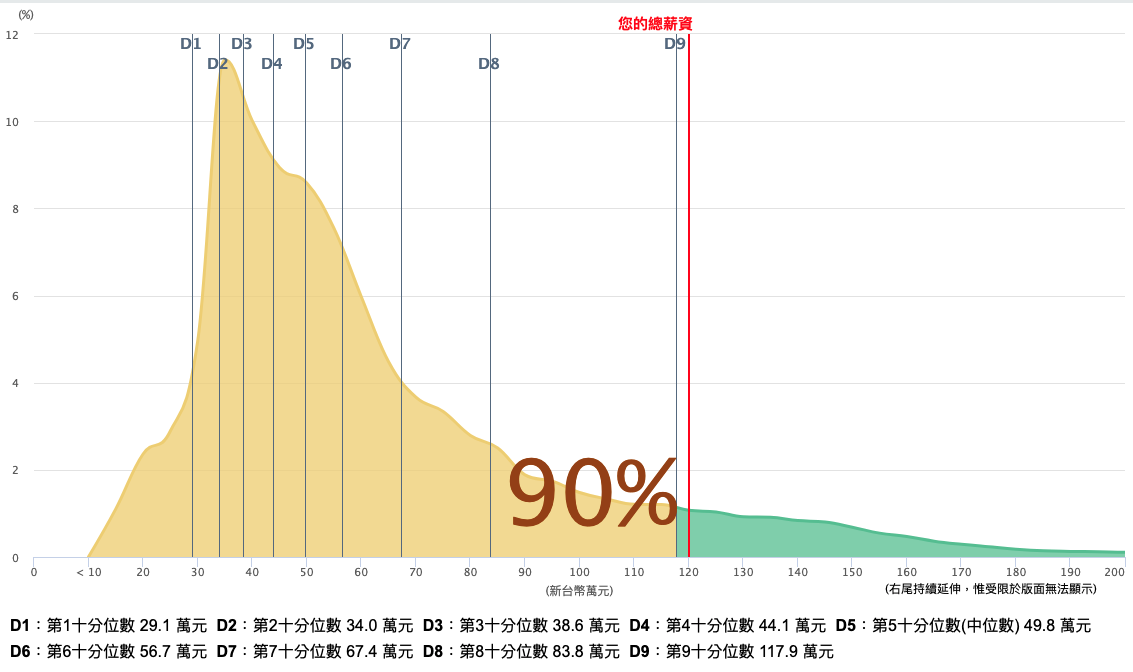 (%)
您的總薪資
12
D1 D3 D5 D7 D9
D2 D4 D6 D8
10
8
6
4
2
90%
0
0 < 10 20 30 40 50 60 70 80 90 100 110 120 130 140 150 160 170 180 190 200
(新台幣萬元) (右尾持續延伸，惟受限於版面無法顯示)
D1：第1十分位數 29.1 萬元 D2：第2十分位數 34.0 萬元 D3：第3十分位數 38.6 萬元 D4：第4十分位數 44.1 萬元 D5：第5十分位數(中位數) 49.8 萬元
D6：第6十分位數 56.7 萬元 D7：第7十分位數 67.4 萬元 D8：第8十分位數 83.8 萬元 D9：第9十分位數 117.9 萬元